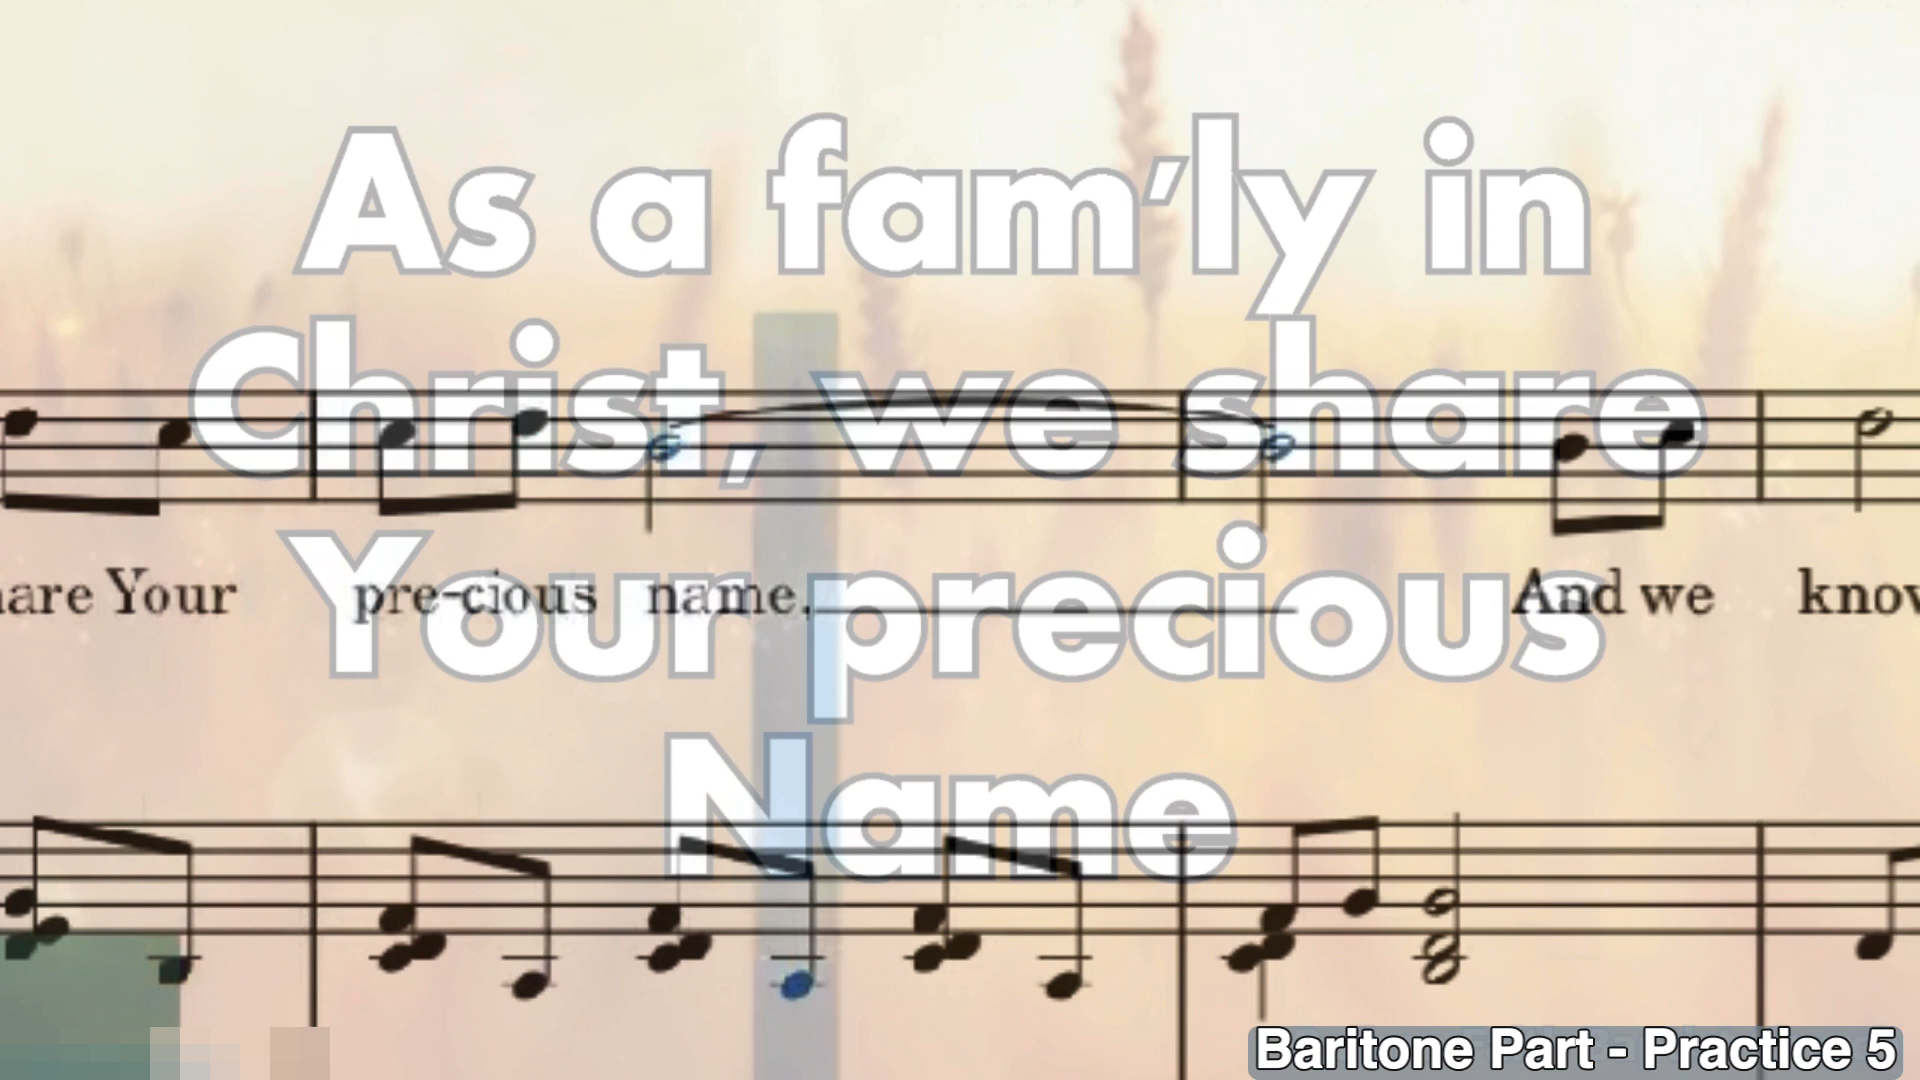 As a fam’ly in
Christ, we share
Your precious
Name
are Your pre-cious name, And we know
Baritone Part - Practice 5